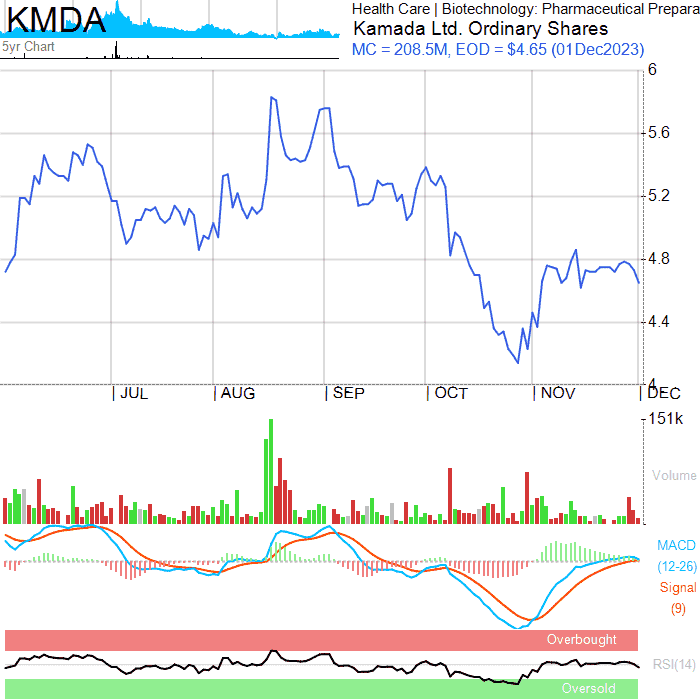 KMDA
Health Care | Biotechnology: Pharmaceutical Prepara
Kamada Ltd. Ordinary Shares
5yr Chart
MC = 208.5M, EOD = $4.65 (01Dec2023)
6
5.6
5.2
4.8
4.4
4
JUL
AUG
SEP
OCT
NOV
DEC
151k
Volume
MACD
(12-26)
Signal
(9)
Overbought
RSI(14)
Oversold